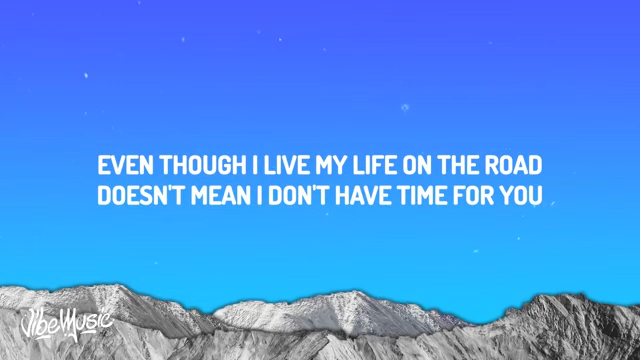 EVEN THOUGH I LIVE MY LIFE ON THE ROAD
DOESN'T MEAN I DON'T HAVE TIME FOR YOU
VibeMusic